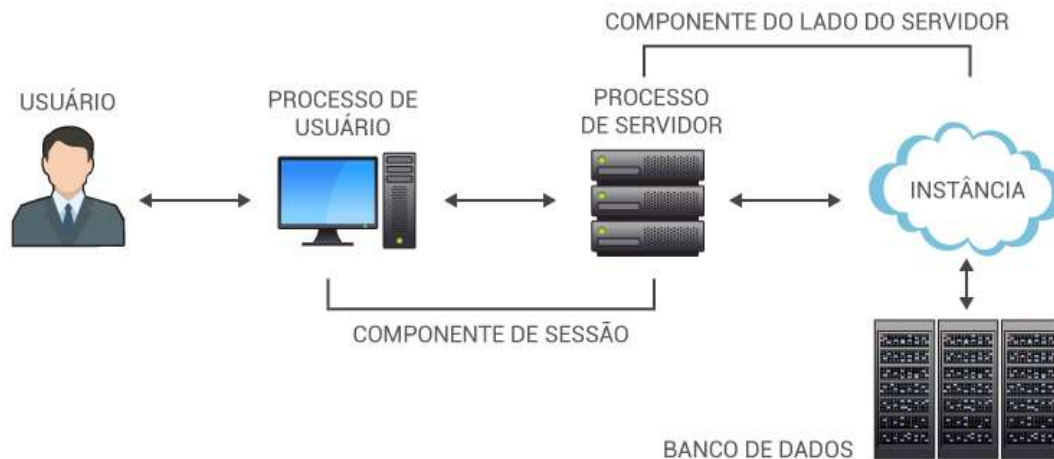 COMPONENTE DO LADO DO SERVIDOR
USUÁRIO
PROCESSO DE
USUÁRIO
PROCESSO
DE SERVIDOR
INSTÂNCIA
COMPONENTE DE SESSÃO
BANCO DE DADOS